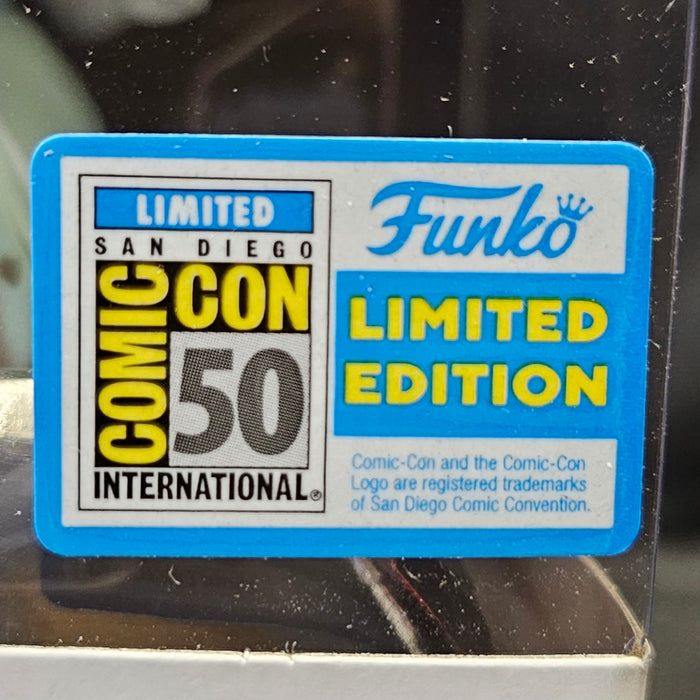 LIMITED
SAN DIEGO
COMIC CON
50
INTERNATIONAL®
Funko
LIMITED
EDITION
Comic-Con and the Comic-Con
Logo are registered trademarks
of San Diego Comic Convention.